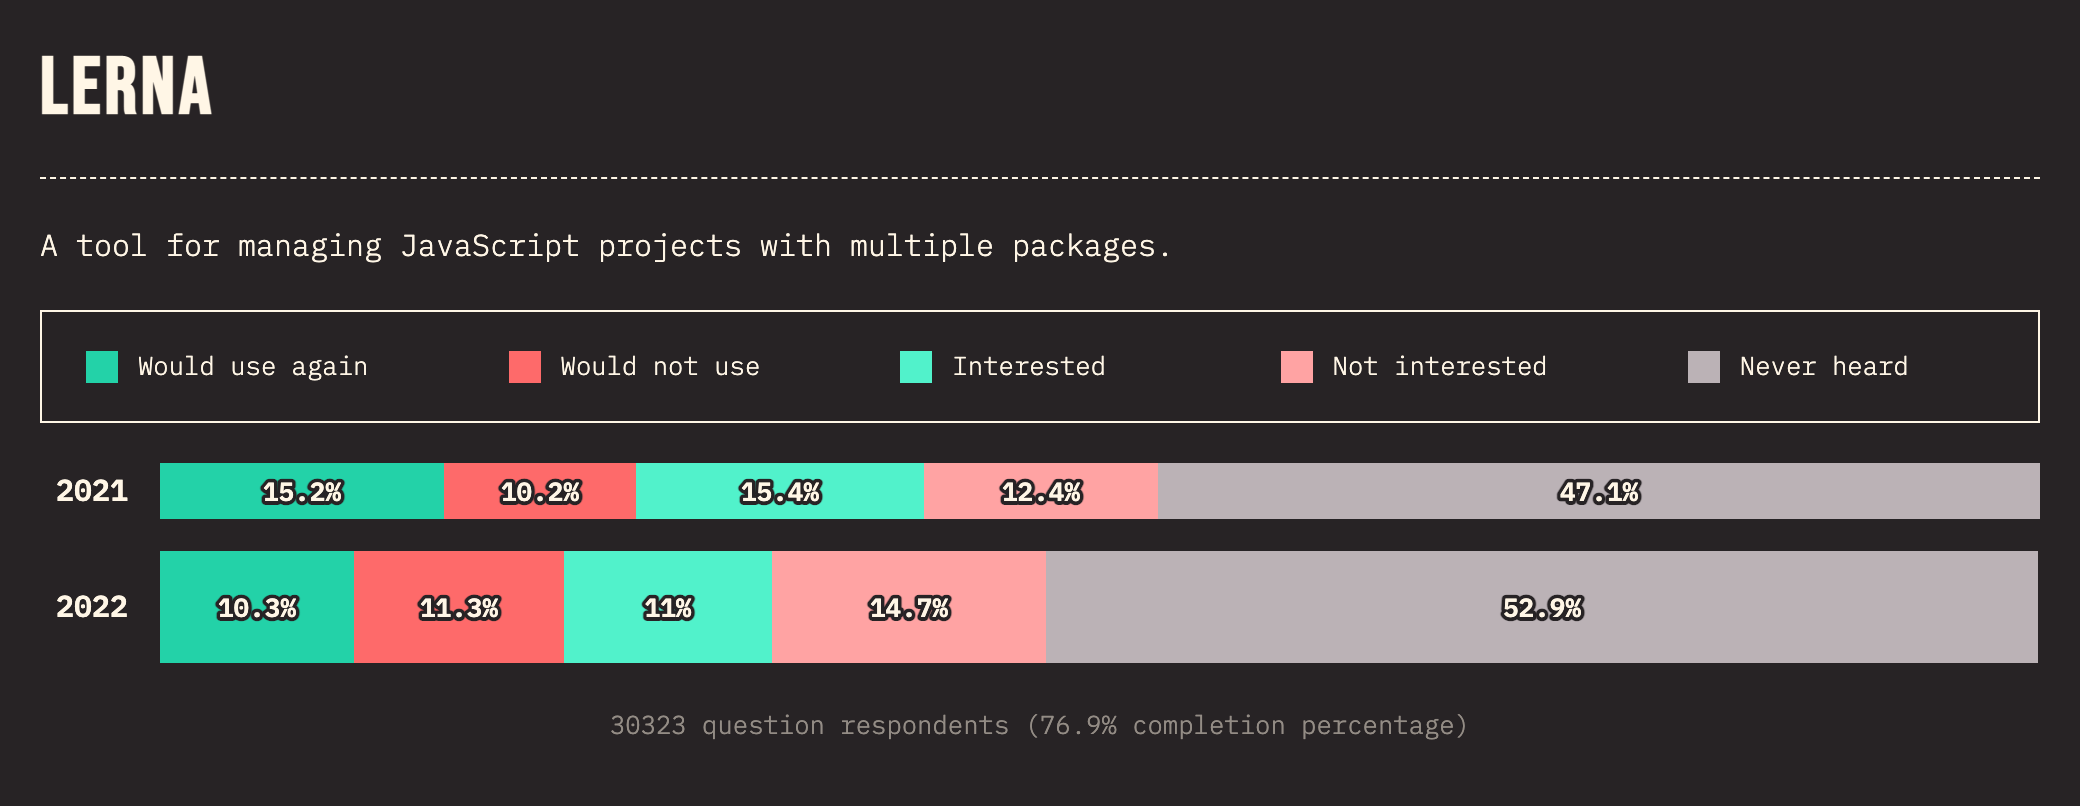 LERNA
A tool for managing JavaScript projects with multiple packages.
Would use again Would not use Interested Not interested Never heard
2021 15.2% 10.2% 15.4% 12.4% 47.1%
2022 10.3% 11.3% 11% 14.7% 52.9%
30323 question respondents (76.9% completion percentage)